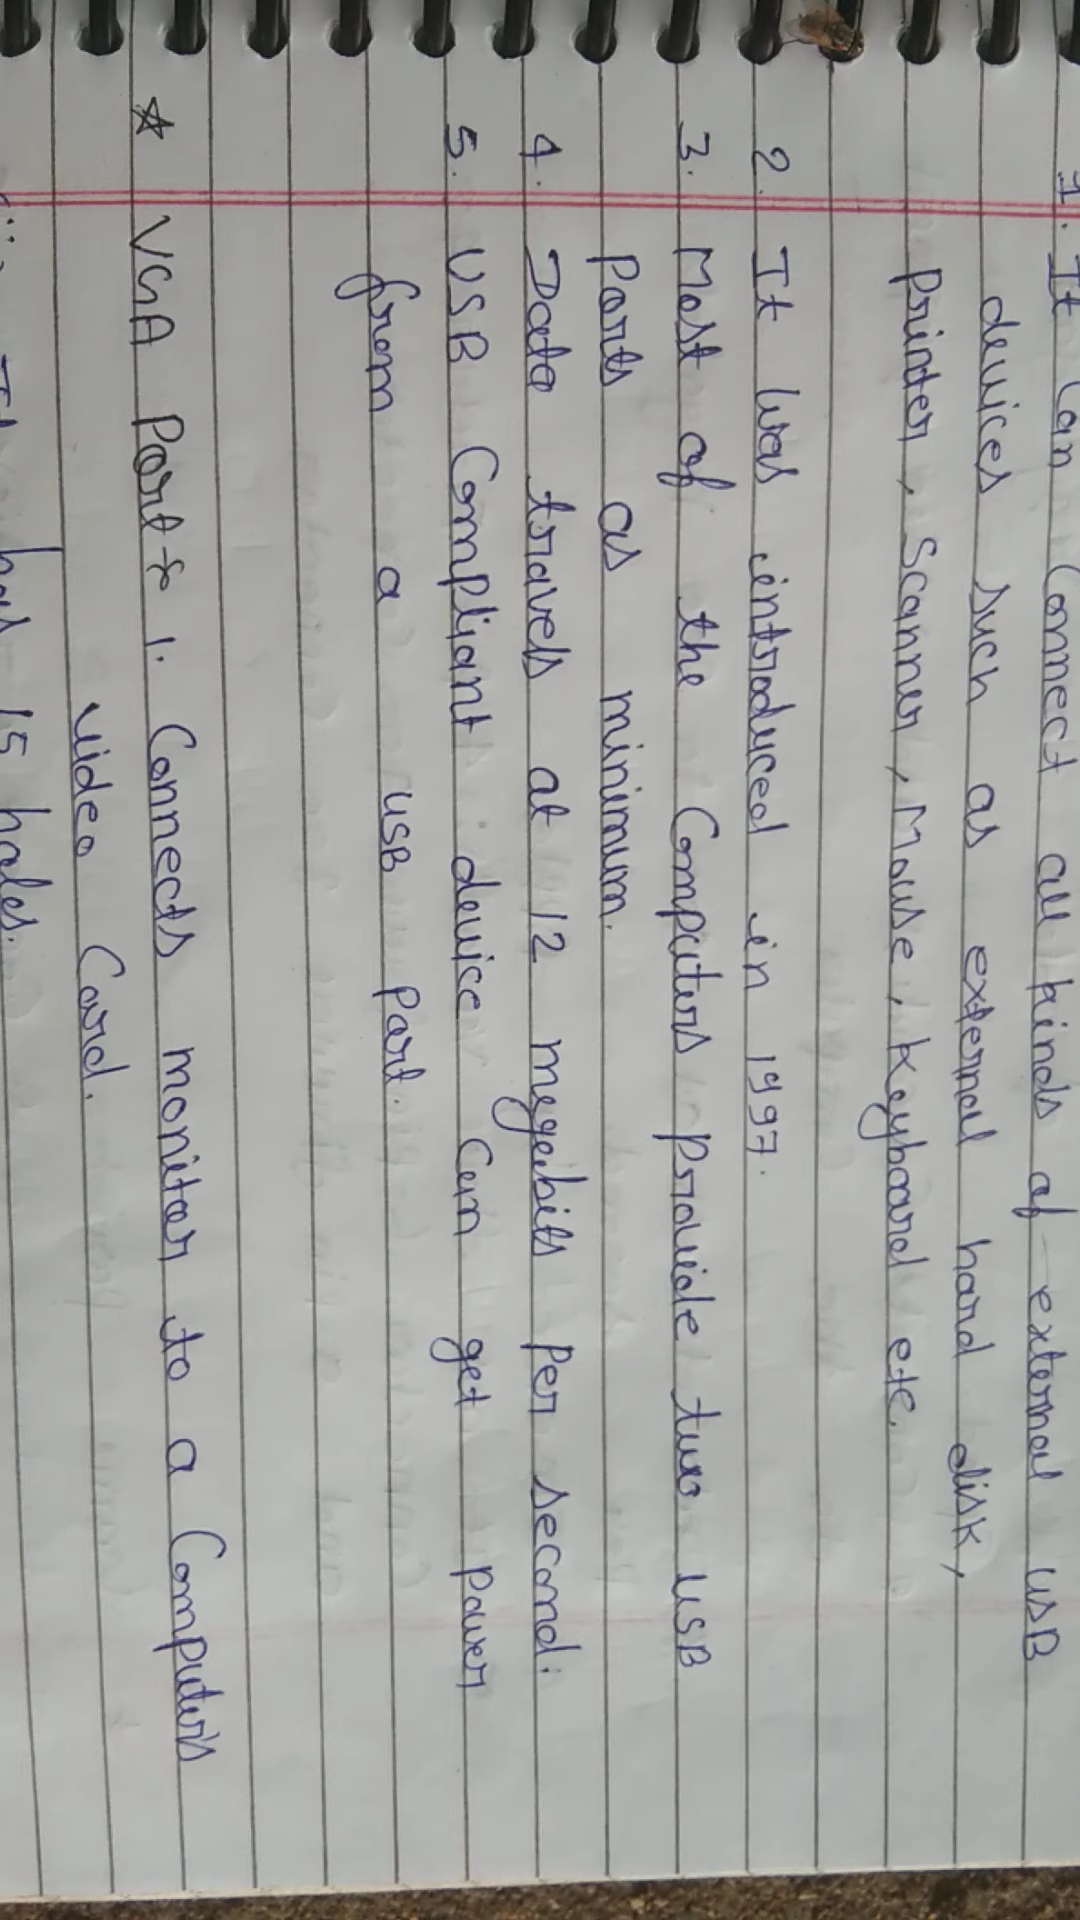 1. It Can Connect all kinds of external USB
devices such as external hard disk,
Printer, Scanner, Mouse, Keyboard etc.
2. It was introduced in 1997.
3. Most of the Computers Provide two USB
Ports as minimum.
4. Data travels at 12 megabits Per second.
5. USB Compliant device Can get Power
from a USB Port.
☆ VGA Port :- 1. Connects monitor to a Computer's
video Card.
has 15 holes.